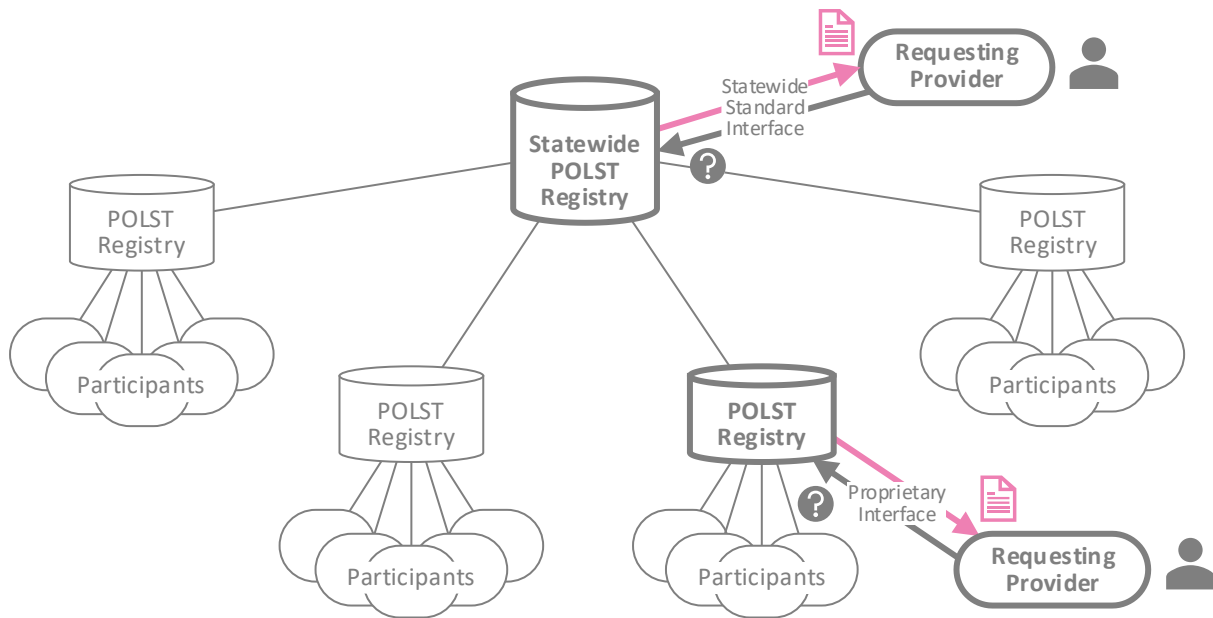 Requesting
Provider
Statewide
Standard
Interface
Statewide
POLST
Registry
?
POLST
Registry
POLST
Registry
Participants
Participants
POLST
Registry
POLST
Registry
?
Proprietary
Interface
Requesting
Provider
Participants
Participants